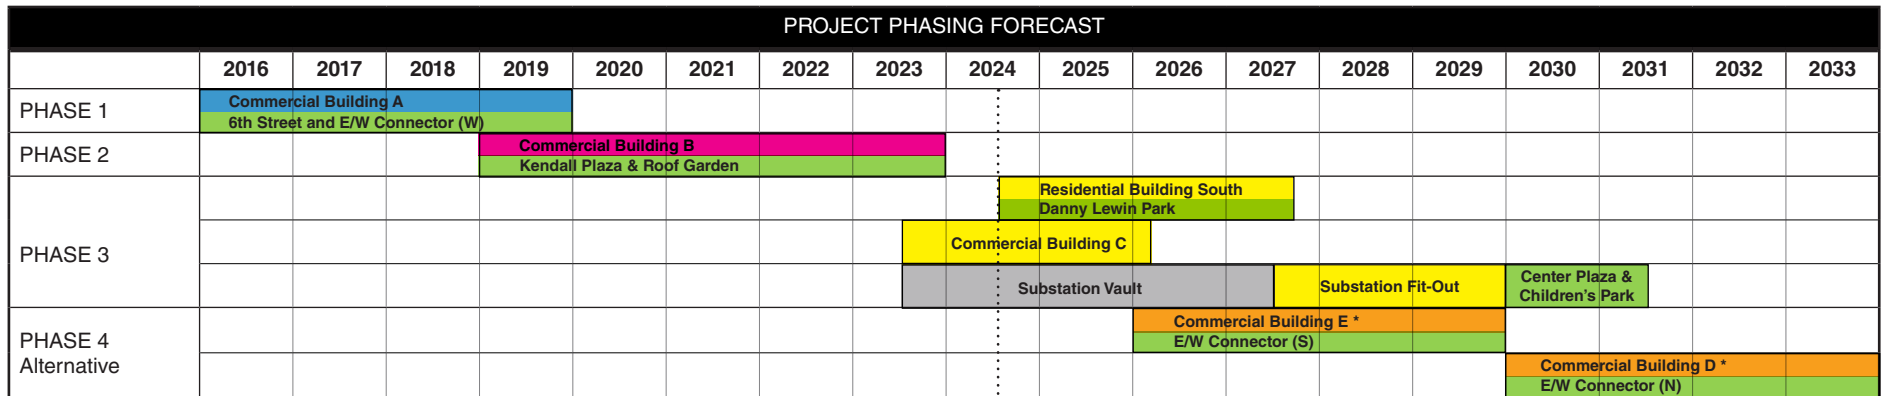 PROJECT PHASING FORECAST
2016 2017 2018 2019 2020 2021 2022 2023 2024 2025 2026 2027 2028 2029 2030 2031 2032 2033
PHASE 1
Commercial Building A
6th Street and E/W Connector (W)
PHASE 2
Commercial Building B
Kendall Plaza & Roof Garden
PHASE 3
Residential Building South
Danny Lewin Park
Commercial Building C
Substation Vault
Substation Fit-Out
Center Plaza &
Children's Park
PHASE 4
Alternative
Commercial Building E *
E/W Connector (S)
Commercial Building D *
E/W Connector (N)